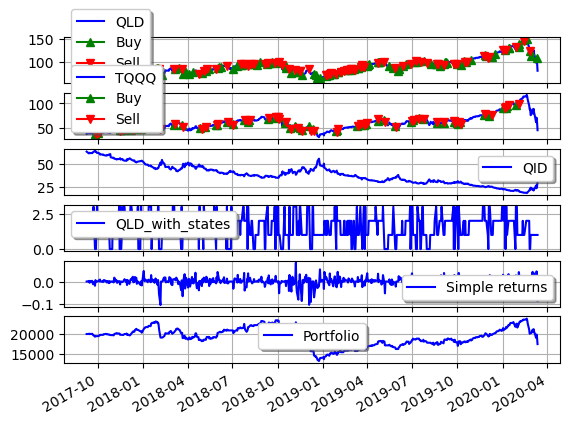 QLD
Buy
Sell
150
100
TQQQ
Buy
Sell
100
50
QID
50
25
QLD_with_states
2.5
0.0
Simple returns
0.0
−0.1
Portfolio
20000
15000
2017-10
2018-01
2018-04
2018-07
2018-10
2019-01
2019-04
2019-07
2019-10
2020-01
2020-04